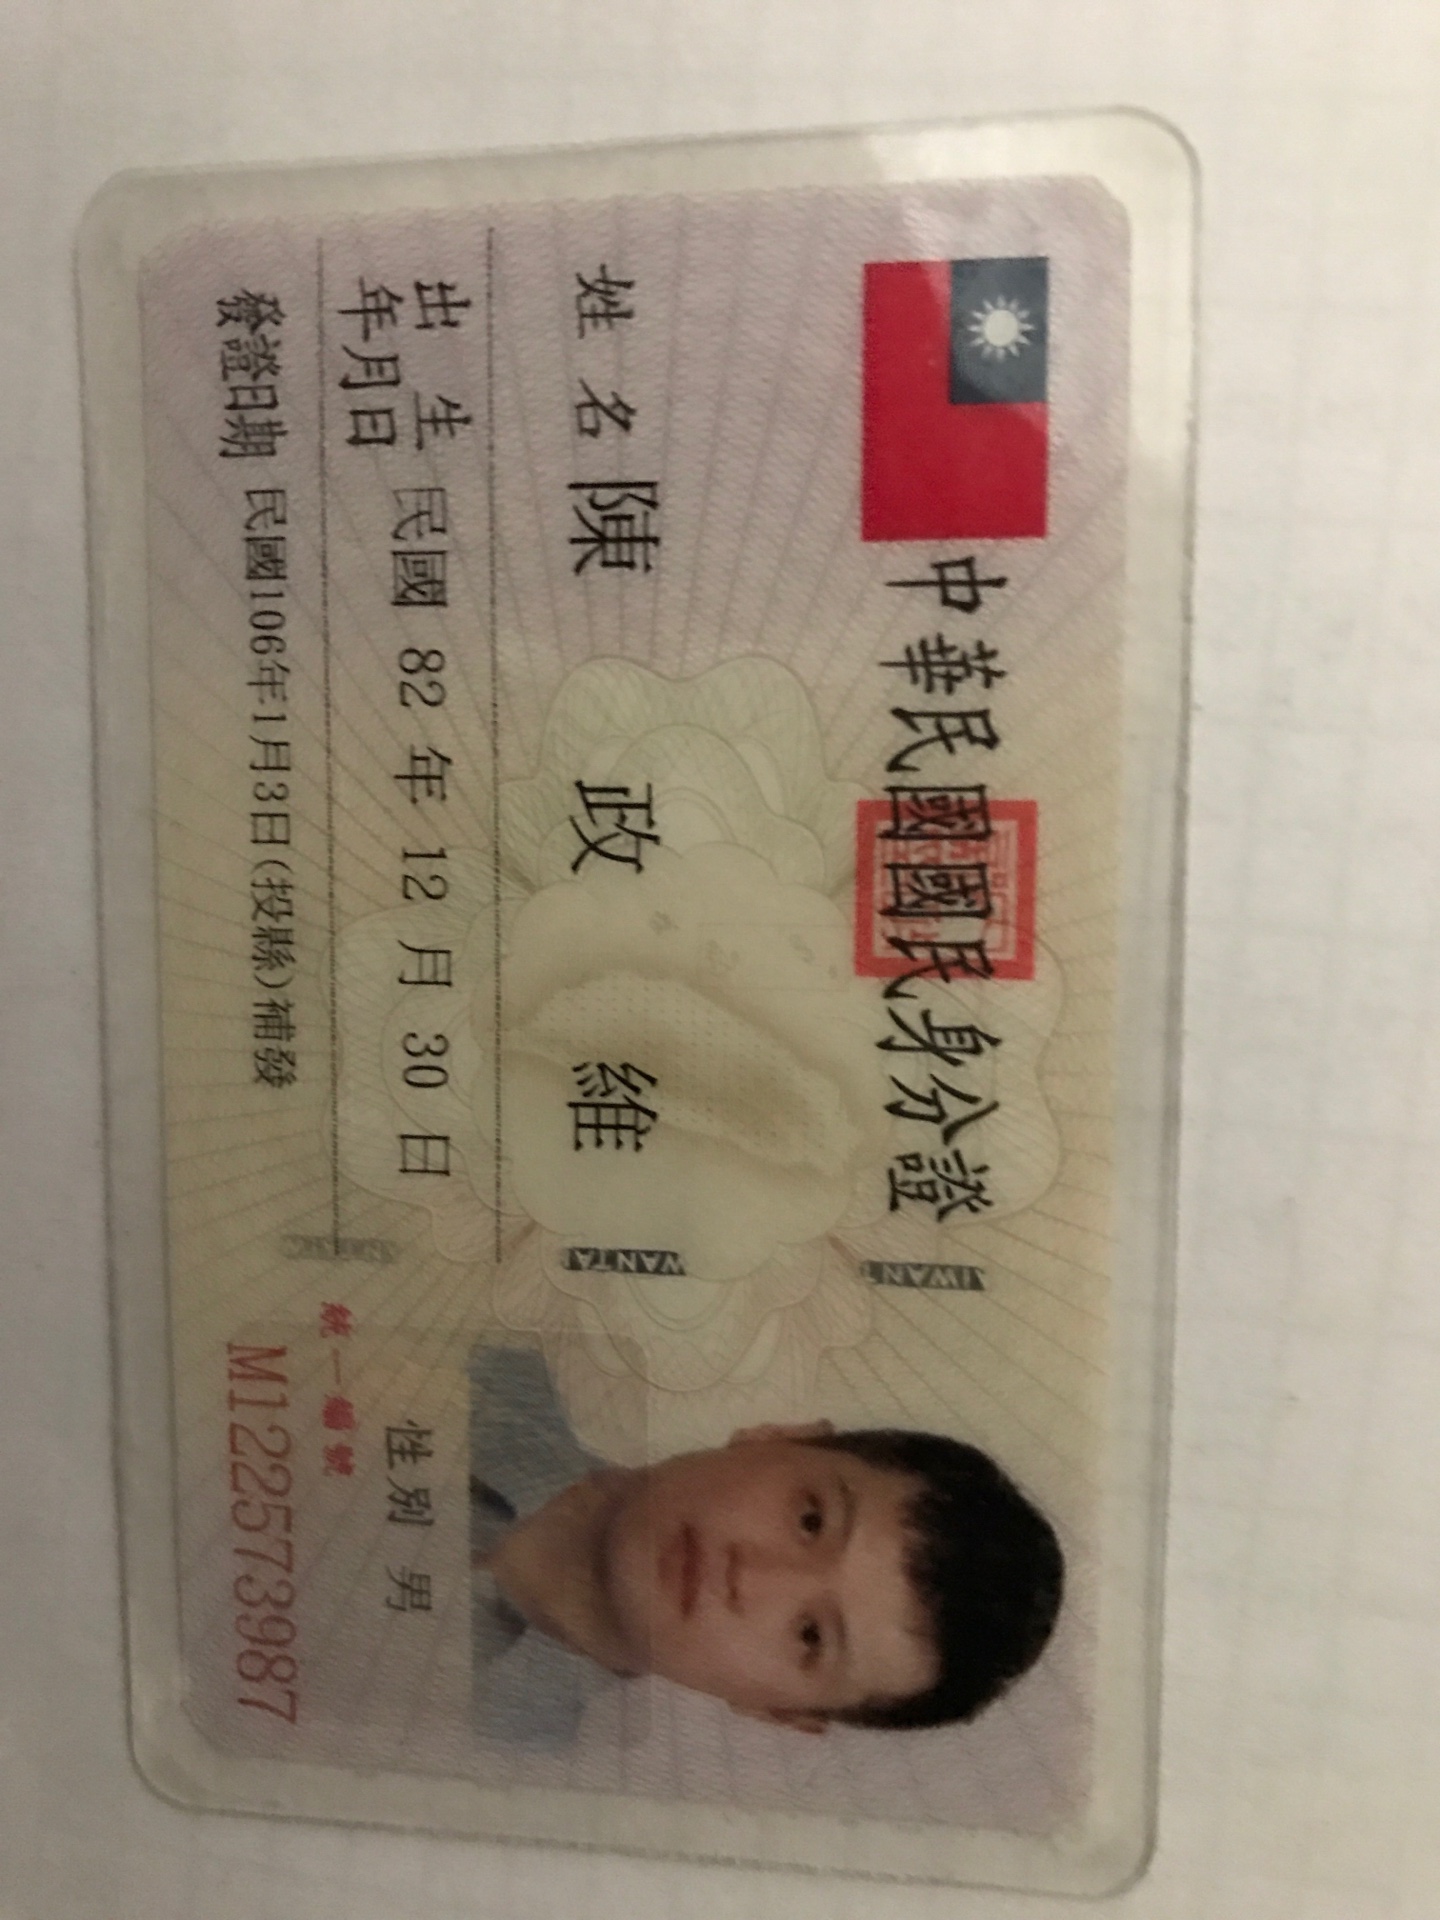 中華民國國民身分證
姓名 陳政維
出生年月日 民國 82 年 12 月 30 日
性別 男
發證日期 民國106年1月3日(投縣)補發
統一編號
M122573987
TAIWAN
TAIWAN